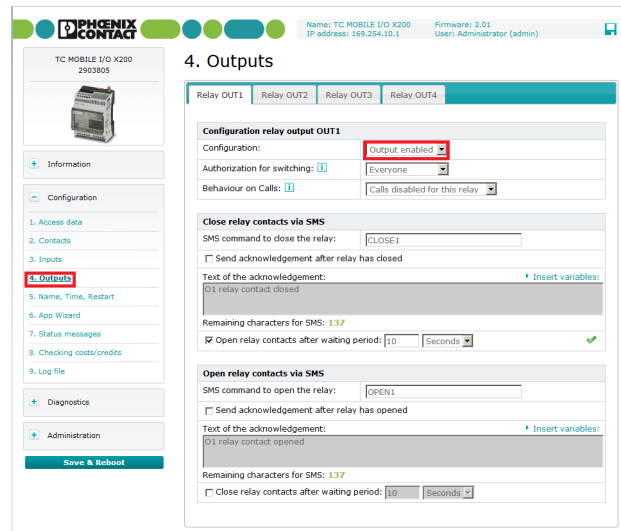 PHŒNIX
CONTACT
Name: TC MOBILE I/O X200
IP address: 169.254.10.1
Firmware: 2.01
User: Administrator (admin)
TC MOBILE I/O X200
2903805
Information
Configuration
1. Access data
2. Contacts
3. Inputs
4. Outputs
5. Name, Time, Restart
6. App Wizard
7. Status messages
8. Checking costs/credits
9. Log file
Diagnostics
Administration
Save & Reboot
4. Outputs
Relay OUT1 Relay OUT2 Relay OUT3 Relay OUT4
Configuration relay output OUT1
Configuration: Output enabled
Authorization for switching: i Everyone
Behaviour on Calls: i Calls disabled for this relay
Close relay contacts via SMS
SMS command to close the relay: CLOSE1
Send acknowledgement after relay has closed
Text of the acknowledgement: Insert variables:
O1 relay contact closed
Remaining characters for SMS: 137
Open relay contacts after waiting period: 10 Seconds
Open relay contacts via SMS
SMS command to open the relay: OPEN1
Send acknowledgement after relay has opened
Text of the acknowledgement: Insert variables:
O1 relay contact opened
Remaining characters for SMS: 137
Close relay contacts after waiting period: 10 Seconds